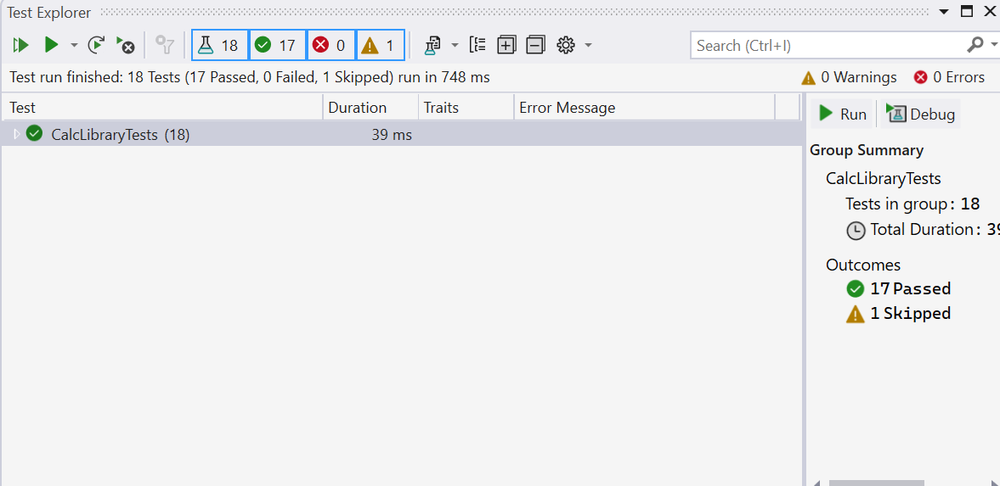 Test Explorer
18 17 0 1
Search (Ctrl+I)
Test run finished: 18 Tests (17 Passed, 0 Failed, 1 Skipped) run in 748 ms
0 Warnings 0 Errors
Test Duration Traits Error Message
CalcLibraryTests (18) 39 ms
Run Debug
Group Summary
CalcLibraryTests
Tests in group: 18
Total Duration: 39
Outcomes
17 Passed
1 Skipped